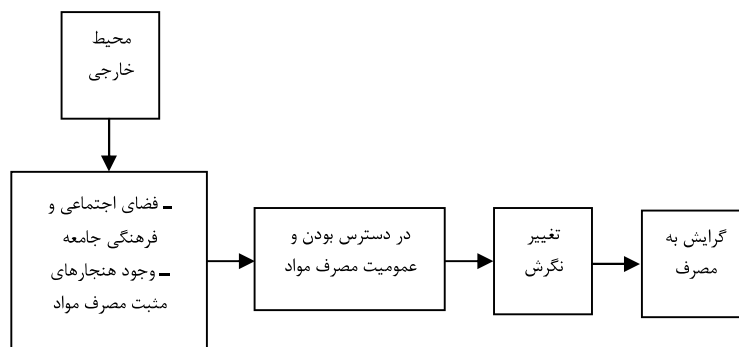 محیط
خارجی
ـ فضای اجتماعی و
فرهنگی جامعه
ـ وجود هنجارهای
مثبت مصرف مواد
در دسترس بودن و
عمومیت مصرف مواد
تغییر
نگرش
گرایش به
مصرف